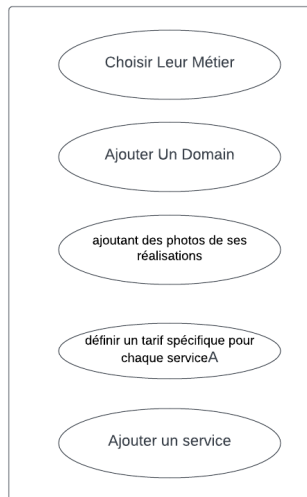 Choisir Leur Métier
Ajouter Un Domain
ajoutant des photos de ses
réalisations
définir un tarif spécifique pour
chaque serviceA
Ajouter un service